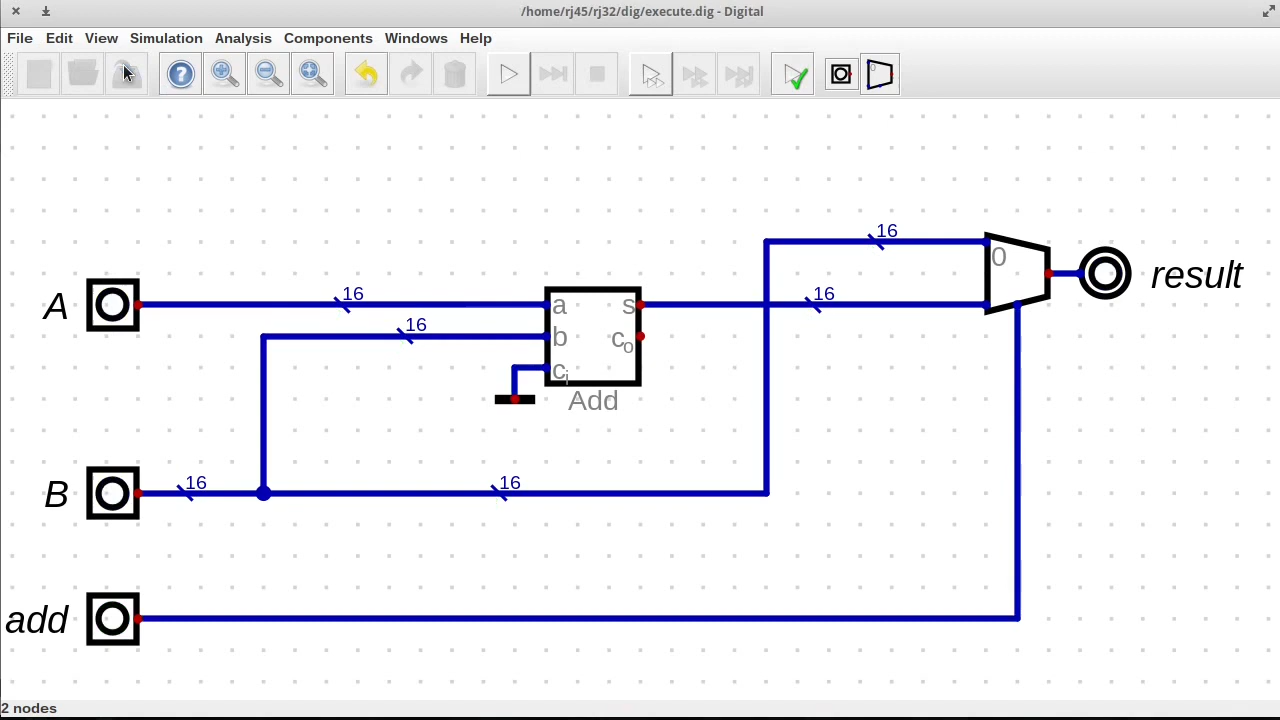 /home/rj45/rj32/dig/execute.dig - Digital
File Edit View Simulation Analysis Components Windows Help
?
0
16
0
result
A
16
a
s
16
16
b
co
ci
Add
B
16
16
add
2 nodes